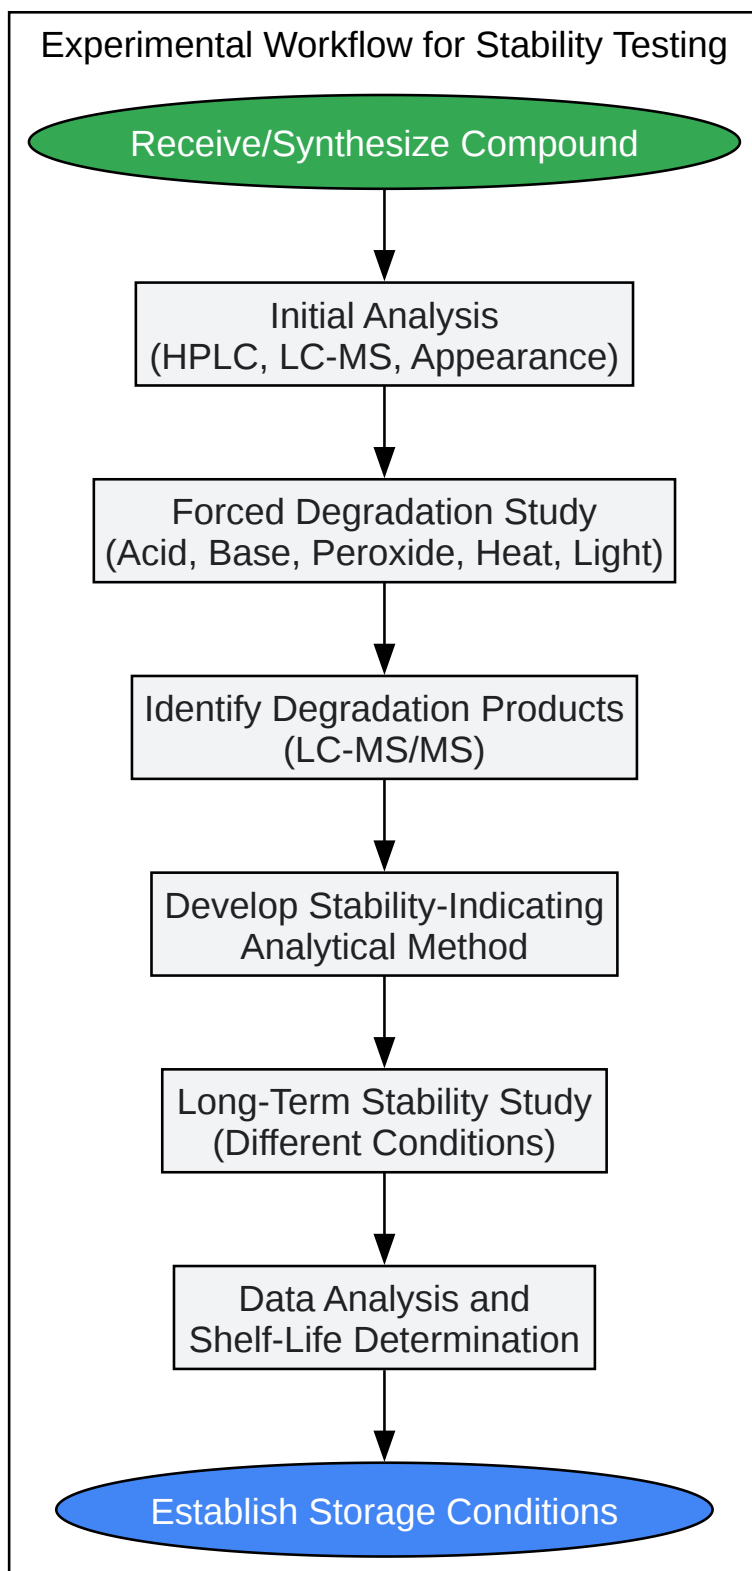 Experimental Workflow for Stability Testing
Receive/Synthesize Compound
Initial Analysis
(HPLC, LC-MS, Appearance)
Forced Degradation Study
(Acid, Base, Peroxide, Heat, Light)
Identify Degradation Products
(LC-MS/MS)
Develop Stability-Indicating
Analytical Method
Long-Term Stability Study
(Different Conditions)
Data Analysis and
Shelf-Life Determination
Establish Storage Conditions